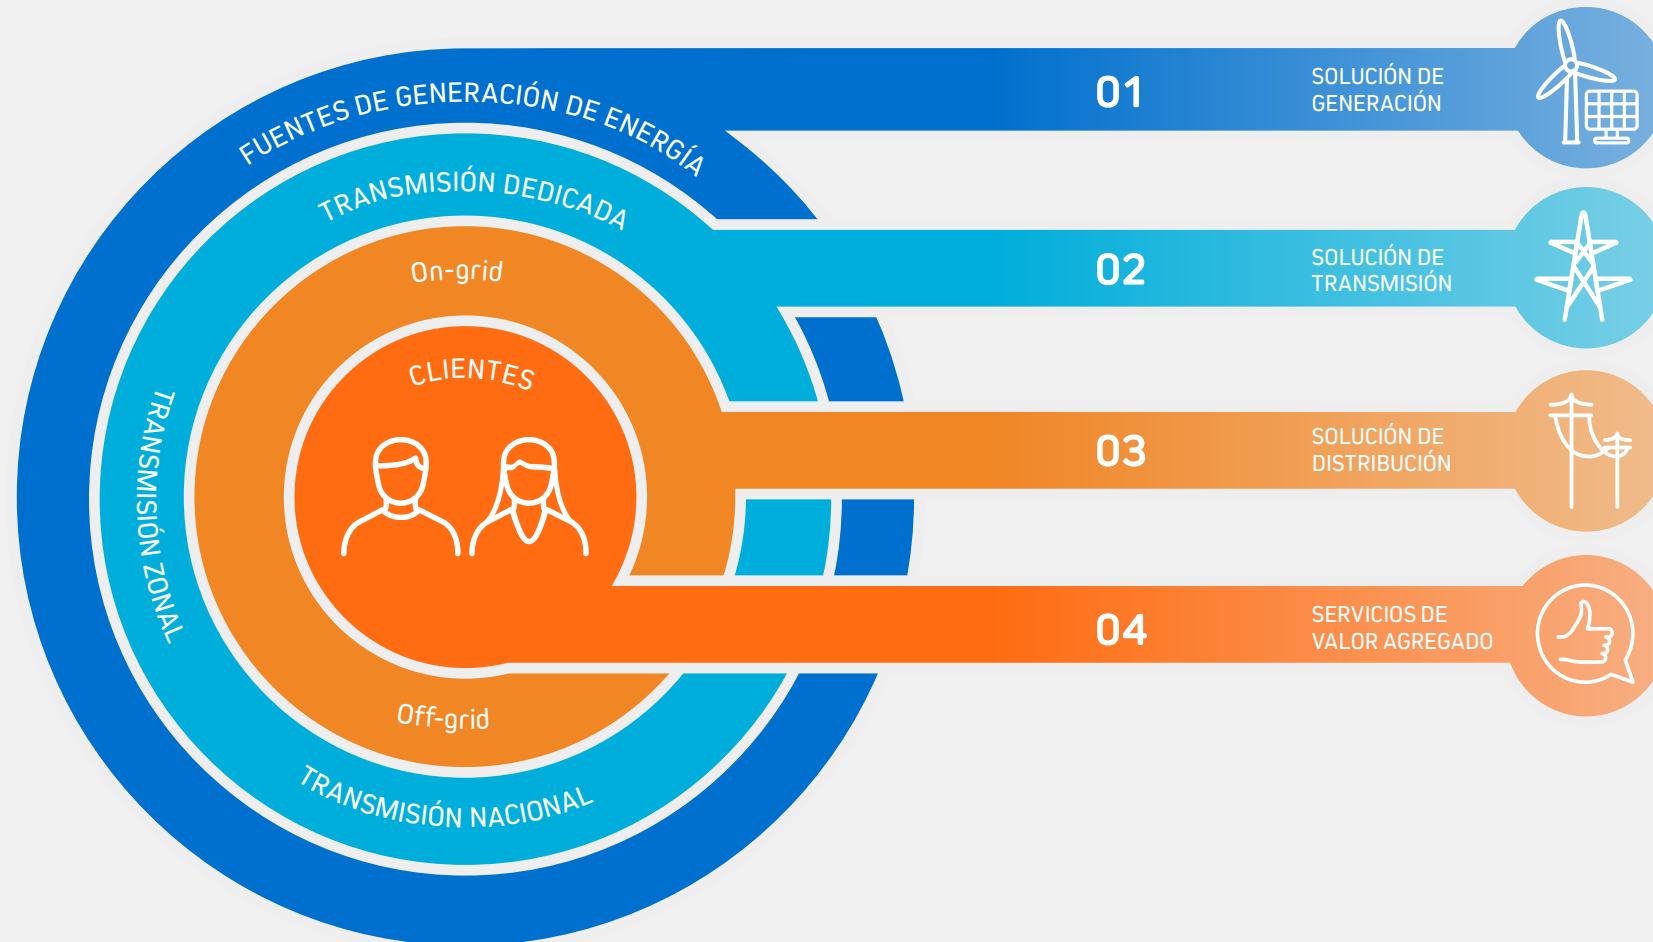 FUENTES DE GENERACIÓN DE ENERGÍA
TRANSMISIÓN DEDICADA
On-grid
CLIENTES
TRANSMISIÓN ZONAL
Off-grid
TRANSMISIÓN NACIONAL
01
SOLUCIÓN DE
GENERACIÓN
02
SOLUCIÓN DE
TRANSMISIÓN
03
SOLUCIÓN DE
DISTRIBUCIÓN
04
SERVICIOS DE
VALOR AGREGADO